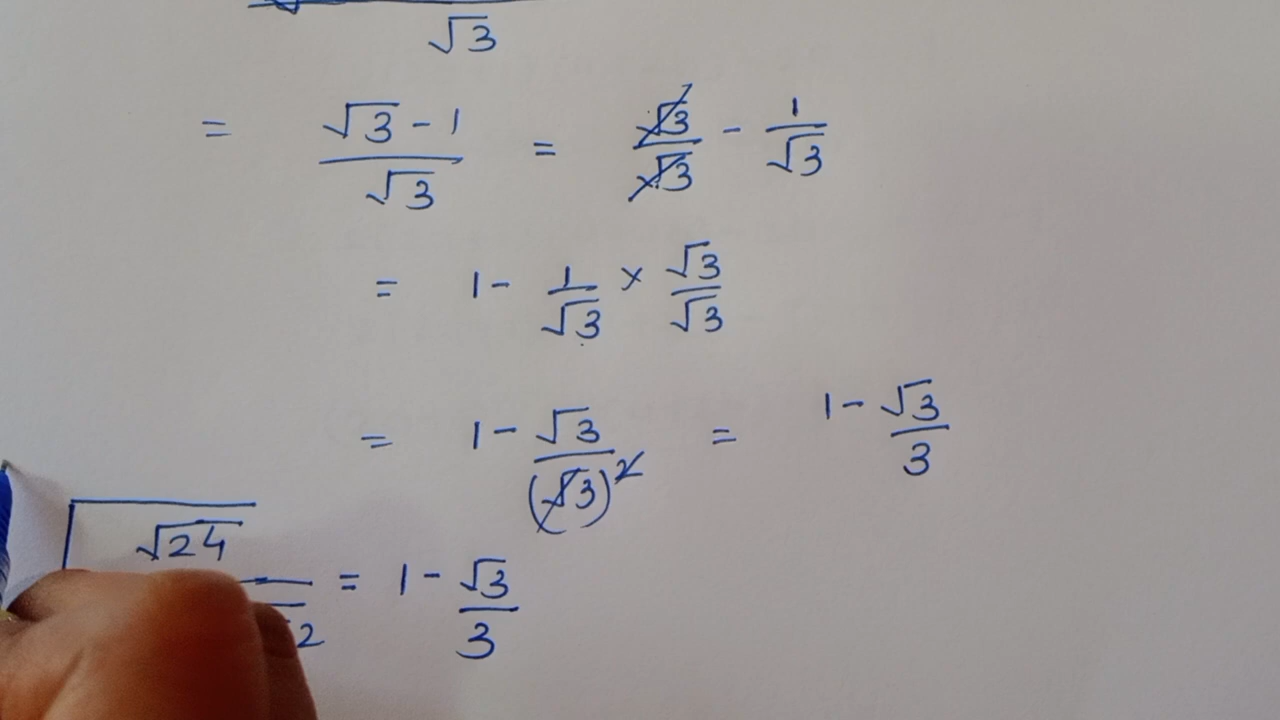 √3
= (√3 - 1)/√3 = √3/√3 - 1/√3
= 1 - 1/√3 × √3/√3
= 1 - √3/(√3)² = 1 - √3/3
√24 / 2 = 1 - √3/3